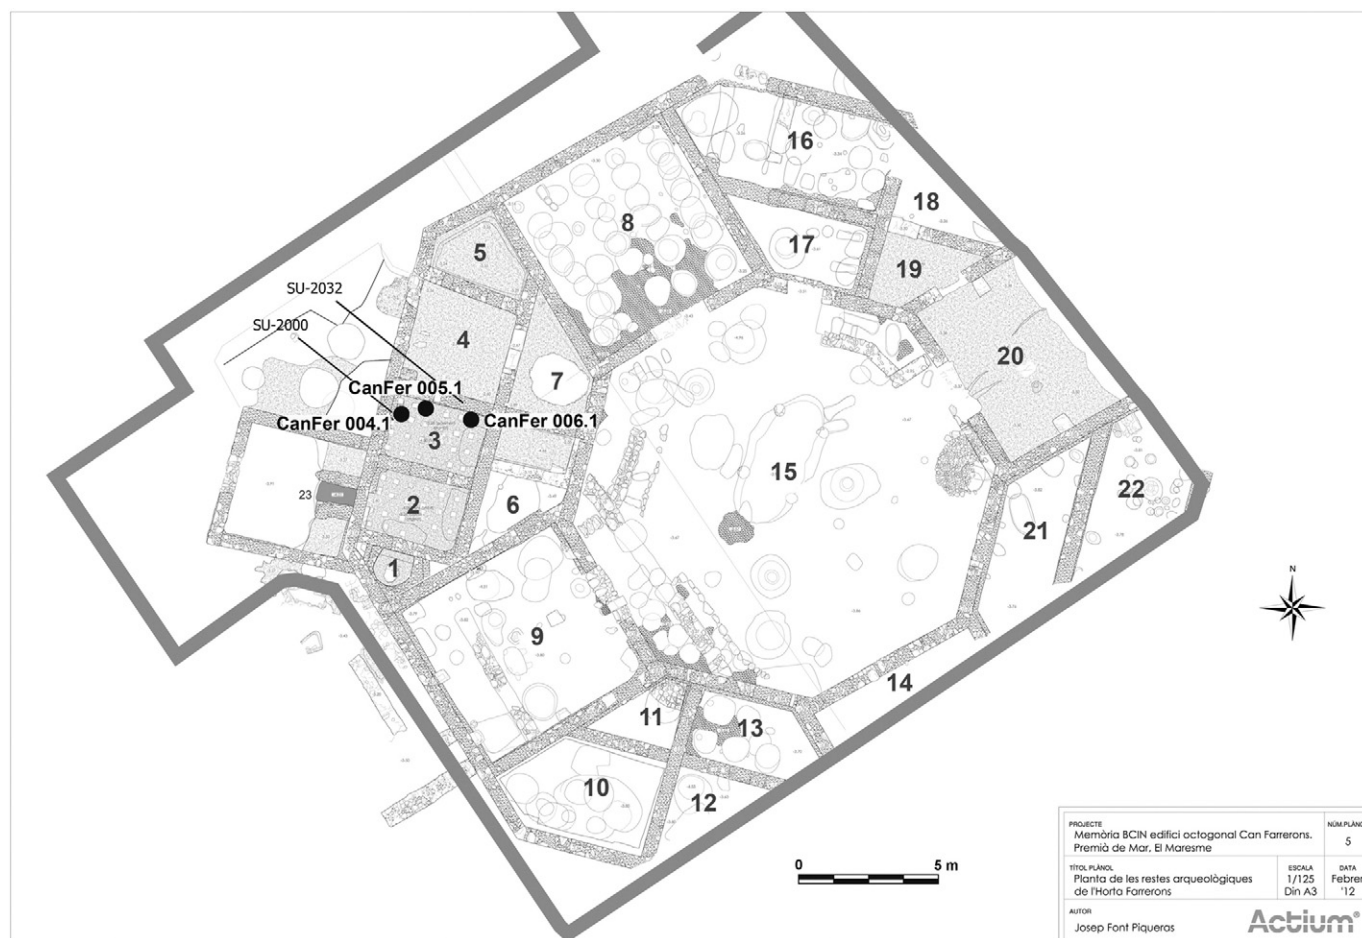 16
18
8
17
5
19
SU-2032
SU-2000
4
20
7
CanFer 005.1
CanFer 004.1
CanFer 006.1
3
15
23
2
6
22
21
1
N
9
14
11
13
10
12
0 5 m
PROJECTE
Memòria BCIN edifici octogonal Can Farrerons.
Premià de Mar, El Maresme
NÚM.PLÀNOL
5
TÍTOL PLÀNOL
Planta de les restes arqueològiques
de l'Horta Farrerons
ESCALA
1/125
Din A3
DATA
Febrer
'12
AUTOR
Josep Font Piqueras
Actium®